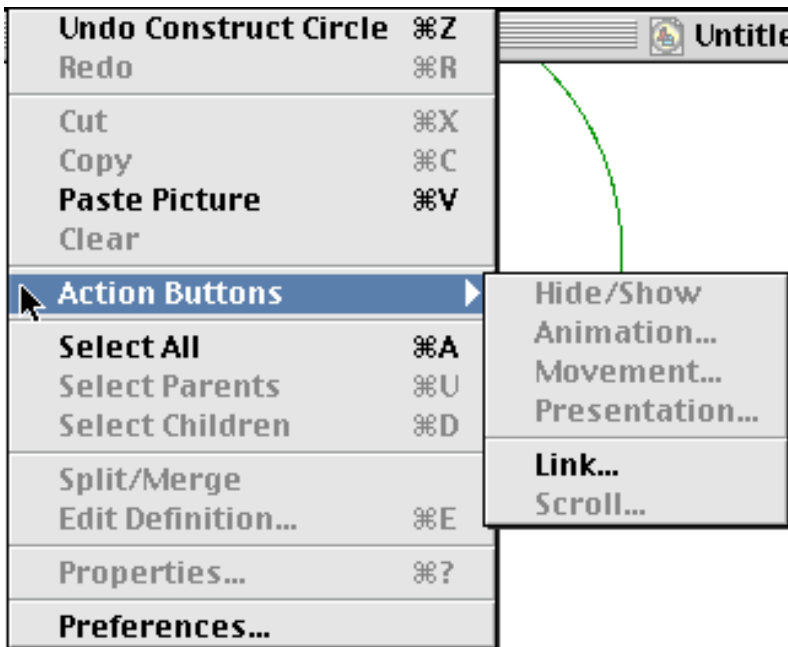 Undo Construct Circle ⌘Z
Redo ⌘R
Cut ⌘X
Copy ⌘C
Paste Picture ⌘V
Clear
Action Buttons
Select All ⌘A
Select Parents ⌘U
Select Children ⌘D
Split/Merge
Edit Definition... ⌘E
Properties... ⌘?
Preferences...
Untitle
Hide/Show
Animation...
Movement...
Presentation...
Link...
Scroll...